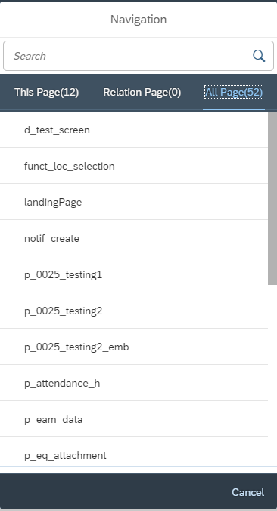 Navigation
Search
This Page(12) Relation Page(0) All Page(52)
d_test_screen
funct_loc_selection
landingPage
notif_create
p_0025_testing1
p_0025_testing2
p_0025_testing2_emb
p_attendance_h
p_eam_data
p_eq_attachment
Cancel